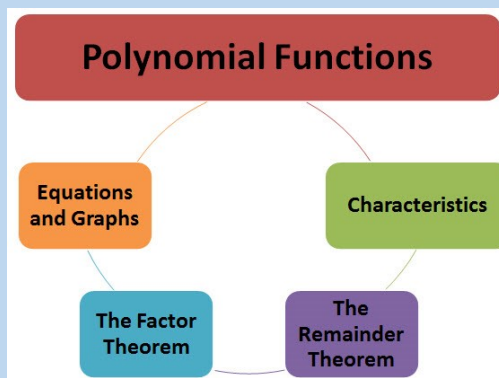 Polynomial Functions
Equations
and Graphs
Characteristics
The Factor
Theorem
The
Remainder
Theorem